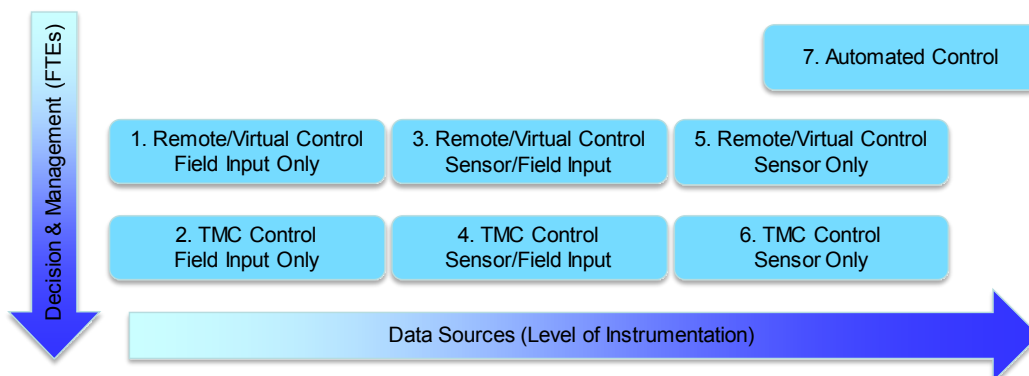 Decision & Management (FTEs)
7. Automated Control
1. Remote/Virtual Control
Field Input Only
3. Remote/Virtual Control
Sensor/Field Input
5. Remote/Virtual Control
Sensor Only
2. TMC Control
Field Input Only
4. TMC Control
Sensor/Field Input
6. TMC Control
Sensor Only
Data Sources (Level of Instrumentation)